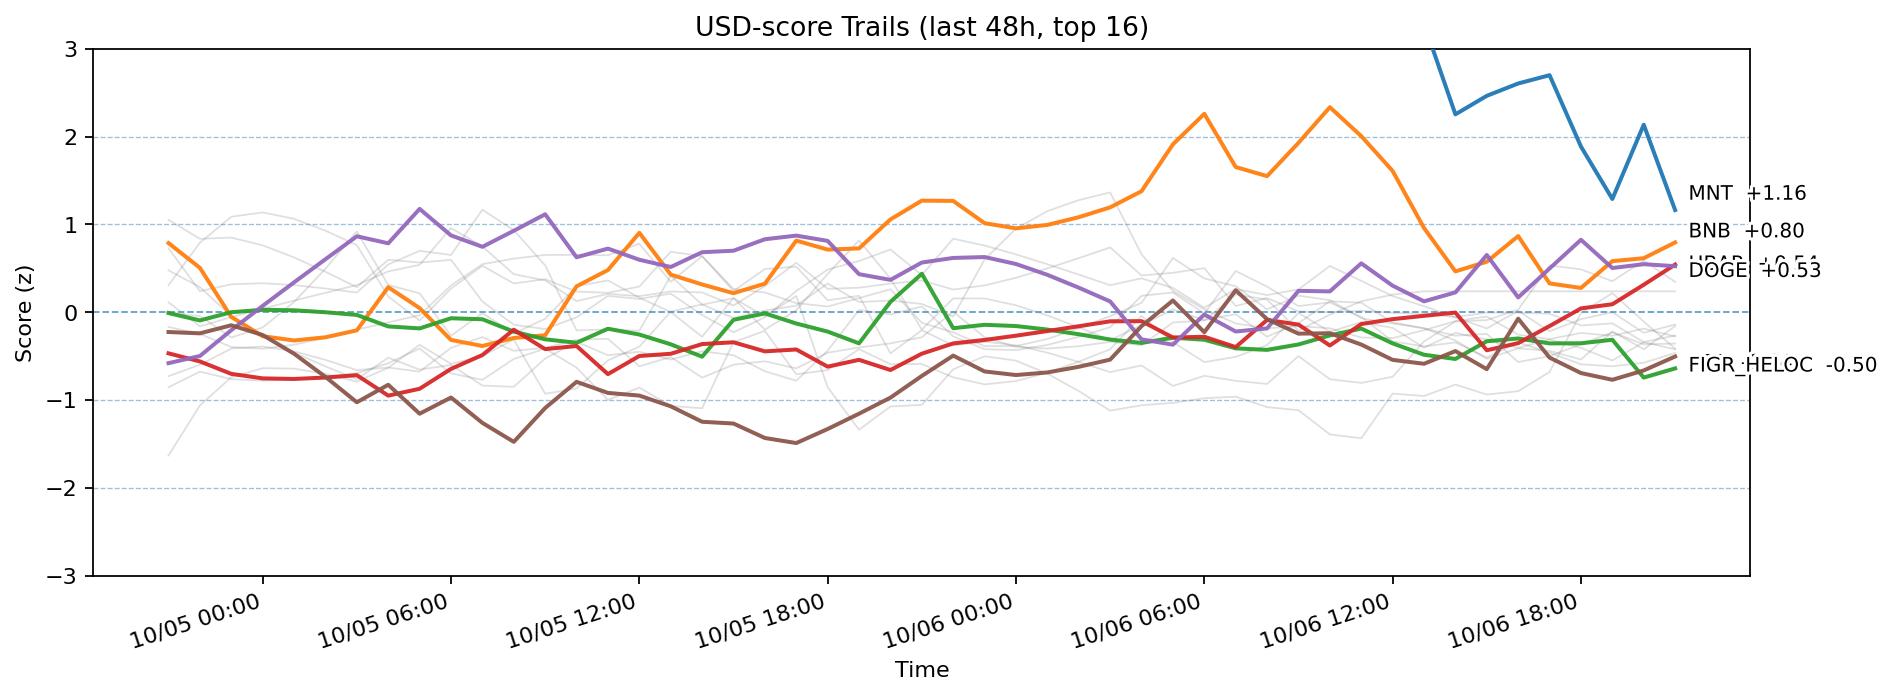 USD-score Trails (last 48h, top 16)
Score (z)
3
2
1
0
−1
−2
−3
MNT +1.16
BNB +0.80
DOGE +0.53
FIGR_HELOC -0.50
10/05 00:00
10/05 06:00
10/05 12:00
10/05 18:00
10/06 00:00
10/06 06:00
10/06 12:00
10/06 18:00
Time